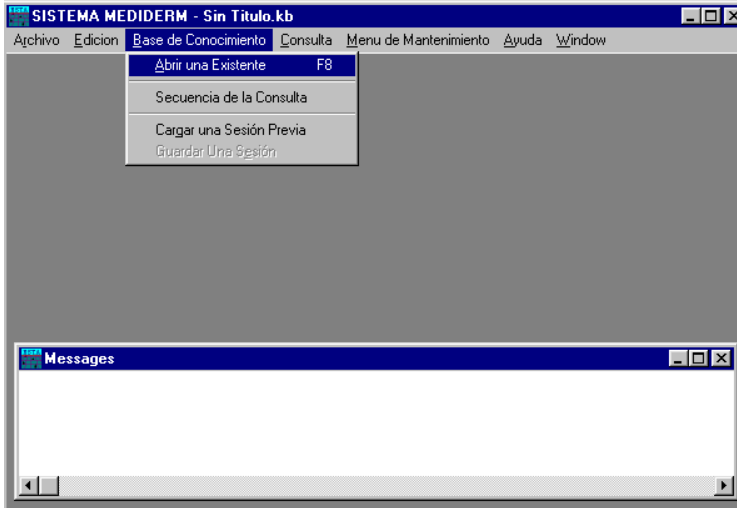 SISTEMA MEDIDERM - Sin Titulo.kb
Archivo Edicion Base de Conocimiento Consulta Menu de Mantenimiento Ayuda Window
Abrir una Existente F8
Secuencia de la Consulta
Cargar una Sesión Previa
Guardar Una Sesión
Messages